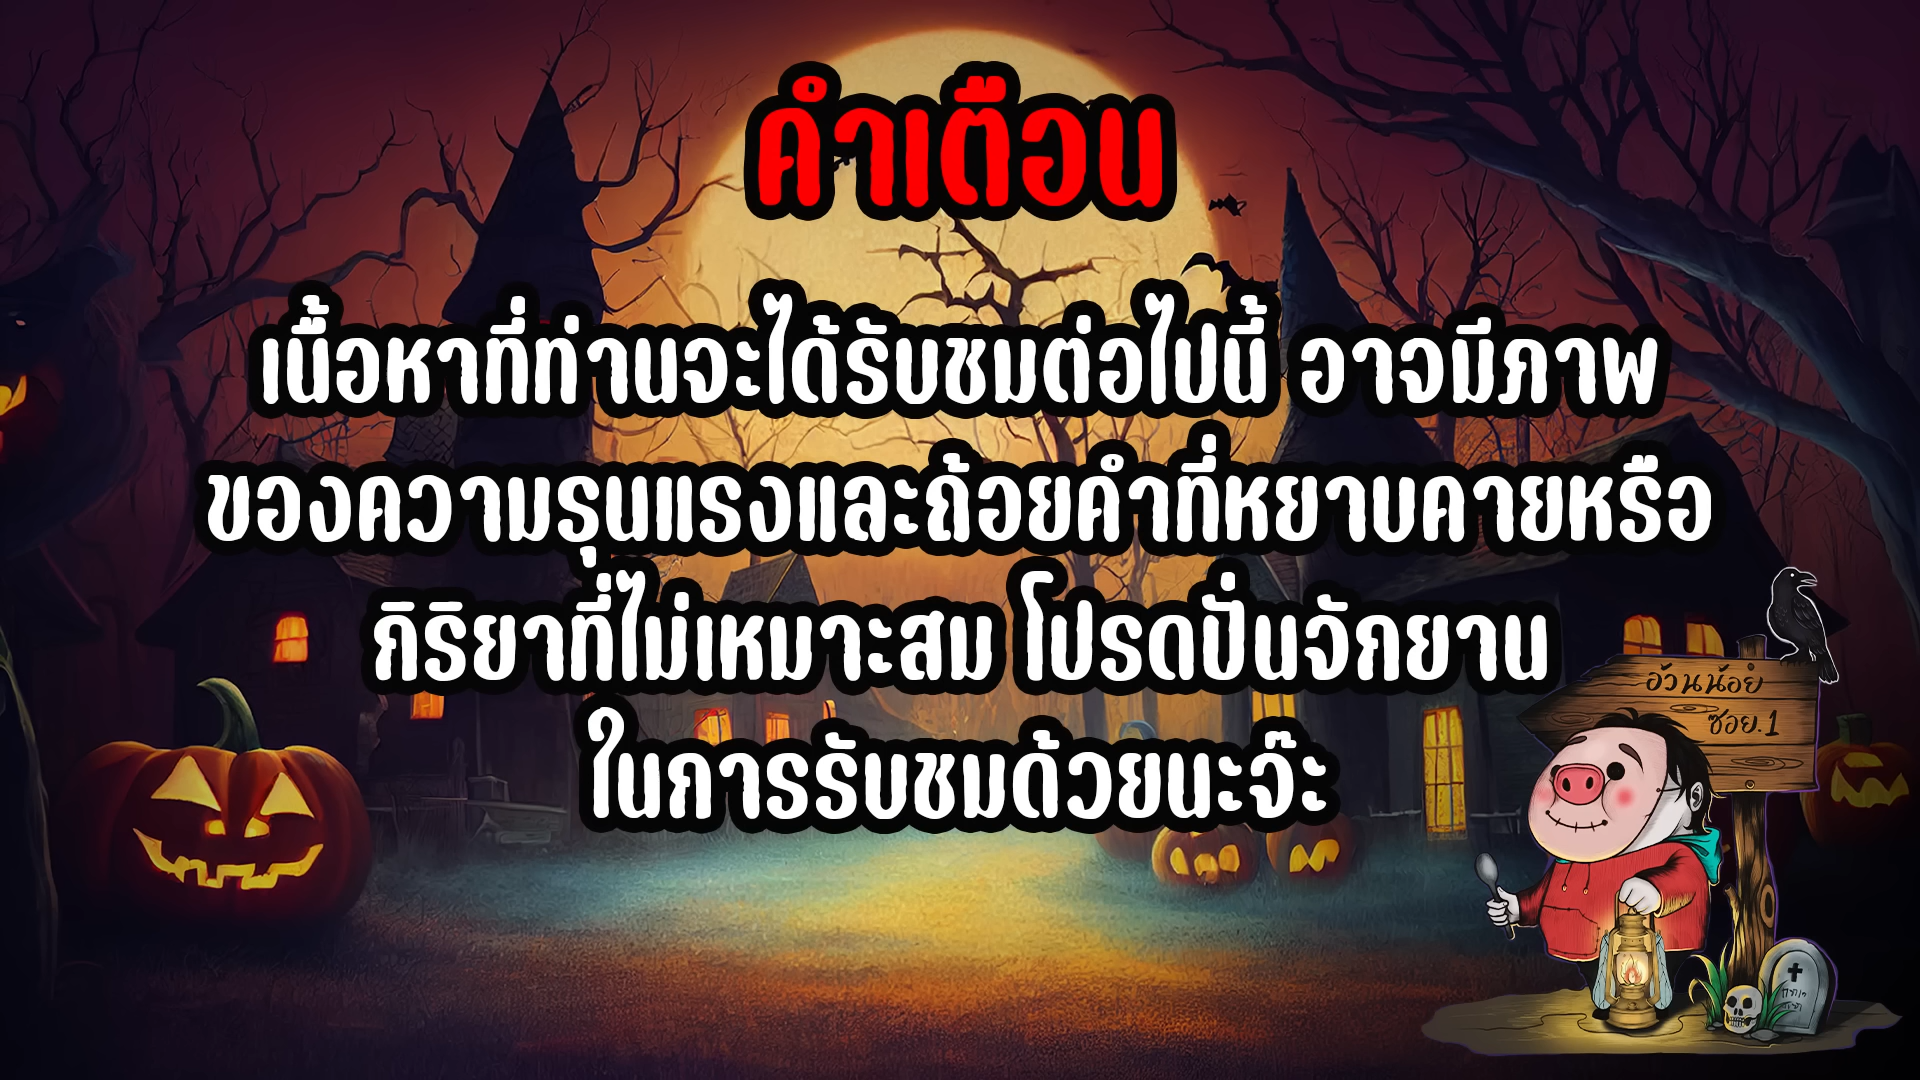 คำเตือน
เนื้อหาที่ท่านจะได้รับชมต่อไปนี้ อาจมีภาพ
ของความรุนแรงและถ้อยคำที่หยาบคายหรือ
กิริยาที่ไม่เหมาะสม โปรดปั่นจักยาน
ในการรับชมด้วยนะจ๊ะ
อ้วนน้อย
ซอย.1